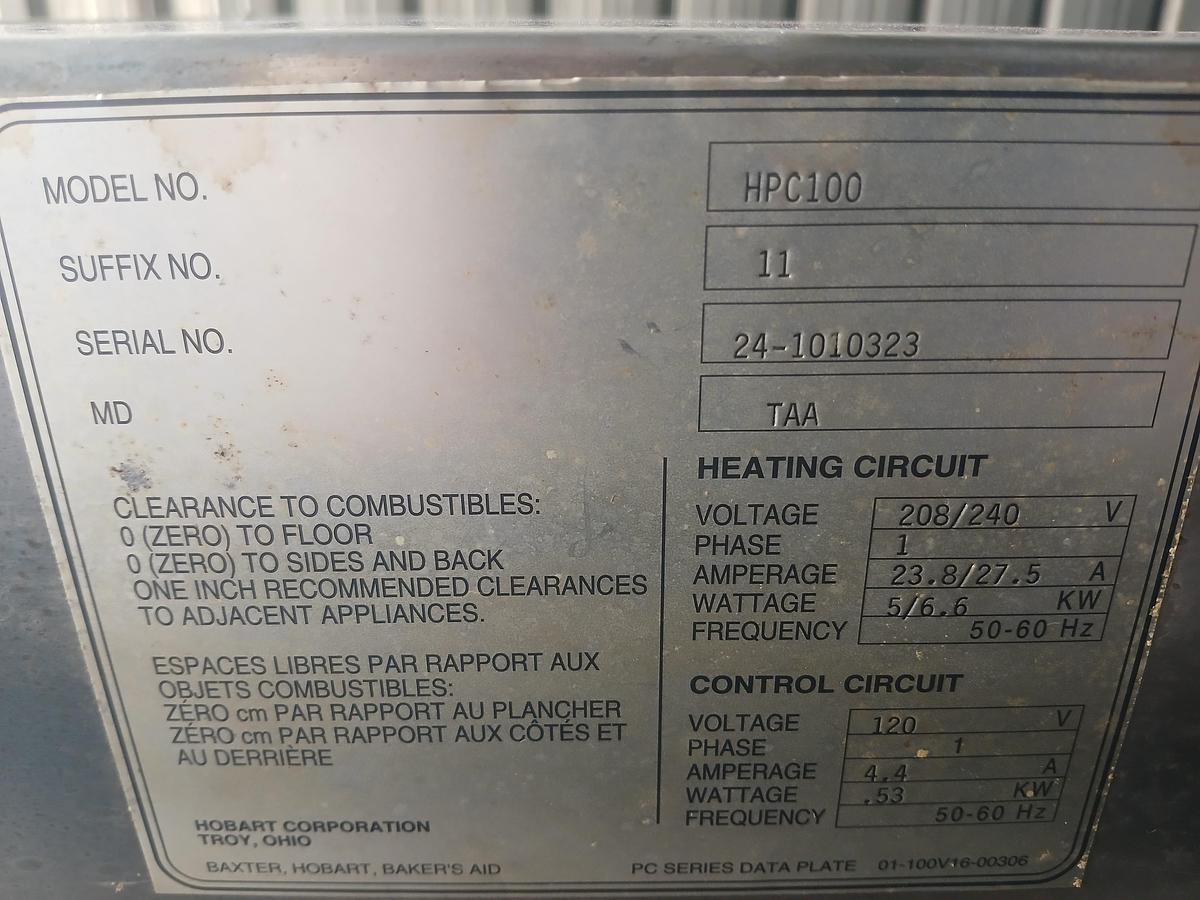 MODEL NO. HPC100
SUFFIX NO. 11
SERIAL NO. 24-1010323
MD TAA
CLEARANCE TO COMBUSTIBLES:
0 (ZERO) TO FLOOR
0 (ZERO) TO SIDES AND BACK
ONE INCH RECOMMENDED CLEARANCES
TO ADJACENT APPLIANCES.
ESPACES LIBRES PAR RAPPORT AUX
OBJETS COMBUSTIBLES:
ZÉRO cm PAR RAPPORT AU PLANCHER
ZÉRO cm PAR RAPPORT AUX CÔTÉS ET
AU DERRIÈRE
HOBART CORPORATION
TROY, OHIO
BAXTER, HOBART, BAKER'S AID
HEATING CIRCUIT
VOLTAGE 208/240 V
PHASE 1
AMPERAGE 23.8/27.5 A
WATTAGE 5/6.6 KW
FREQUENCY 50-60 Hz
CONTROL CIRCUIT
VOLTAGE 120 V
PHASE 1
AMPERAGE 4.4 A
WATTAGE .53 KW
FREQUENCY 50-60 Hz
PC SERIES DATA PLATE 01-100V16-00306